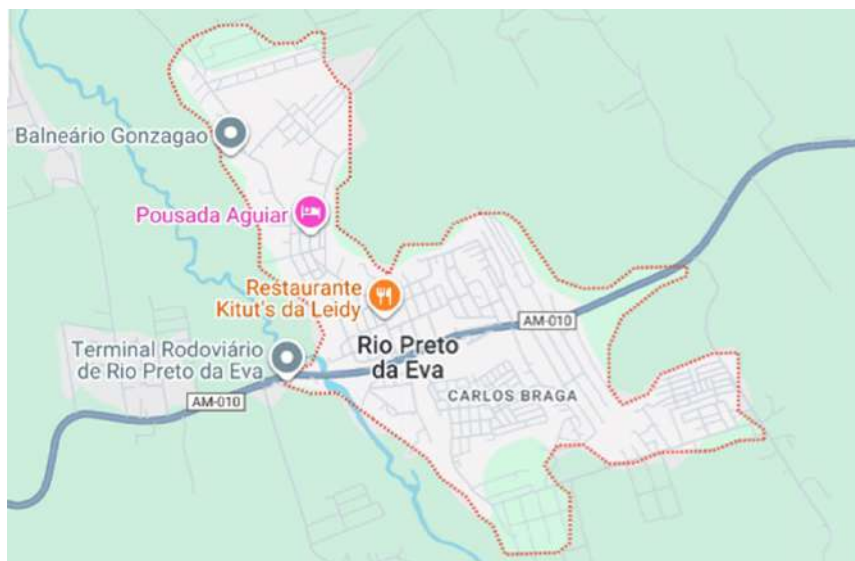 Balneário Gonzagao
Pousada Aguiar
Restaurante
Kitut's da Leidy
AM-010
Rio Preto
da Eva
Terminal Rodoviário
de Rio Preto da Eva
CARLOS BRAGA
AM-010